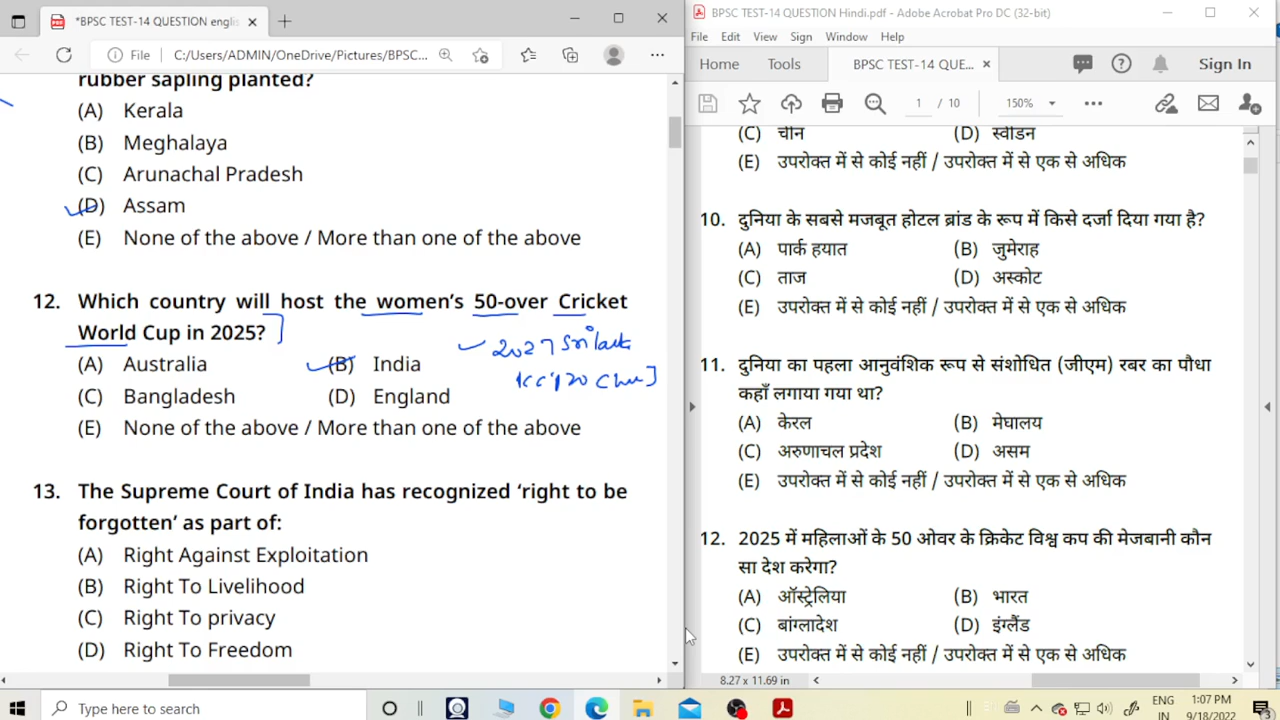 *BPSC TEST-14 QUESTION englis
File C:/Users/ADMIN/OneDrive/Pictures/BPSC...
rubber sapling planted?
(A) Kerala
(B) Meghalaya
(C) Arunachal Pradesh
(D) Assam
(E) None of the above / More than one of the above
12. Which country will host the women's 50-over Cricket
World Cup in 2025?
(A) Australia (B) India
(C) Bangladesh (D) England
(E) None of the above / More than one of the above
2027
13. The Supreme Court of India has recognized 'right to be
forgotten' as part of:
(A) Right Against Exploitation
(B) Right To Livelihood
(C) Right To privacy
(D) Right To Freedom
BPSC TEST-14 QUESTION Hindi.pdf - Adobe Acrobat Pro DC (32-bit)
File Edit View Sign Window Help
Home Tools BPSC TEST-14 QUE... Sign In
1 / 10 150%
(C) चीन (D) स्वीडन
(E) उपरोक्त में से कोई नहीं / उपरोक्त में से एक से अधिक
10. दुनिया के सबसे मजबूत होटल ब्रांड के रूप में किसे दर्जा दिया गया है?
(A) पार्क हयात (B) जुमेराह
(C) ताज (D) अस्कोट
(E) उपरोक्त में से कोई नहीं / उपरोक्त में से एक से अधिक
11. दुनिया का पहला आनुवंशिक रूप से संशोधित (जीएम) रबर का पौधा
कहाँ लगाया गया था?
(A) केरल (B) मेघालय
(C) अरुणाचल प्रदेश (D) असम
(E) उपरोक्त में से कोई नहीं / उपरोक्त में से एक से अधिक
12. 2025 में महिलाओं के 50 ओवर के क्रिकेट विश्व कप की मेजबानी कौन
सा देश करेगा?
(A) ऑस्ट्रेलिया (B) भारत
(C) बांग्लादेश (D) इंग्लैंड
(E) उपरोक्त में से कोई नहीं / उपरोक्त में से एक से अधिक
8.27 x 11.69 in
Type here to search
ENG 1:07 PM
IN 9/18/2022